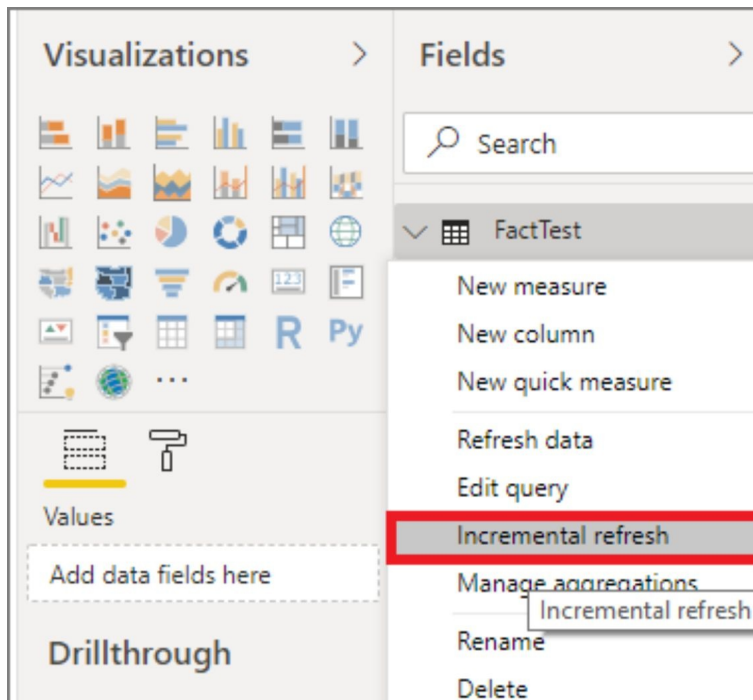 Visualizations
Fields
Search
123
R
Py
...
FactTest
New measure
New column
New quick measure
Refresh data
Edit query
Incremental refresh
Manage aggregations
Incremental refresh
Rename
Delete
Values
Add data fields here
Drillthrough